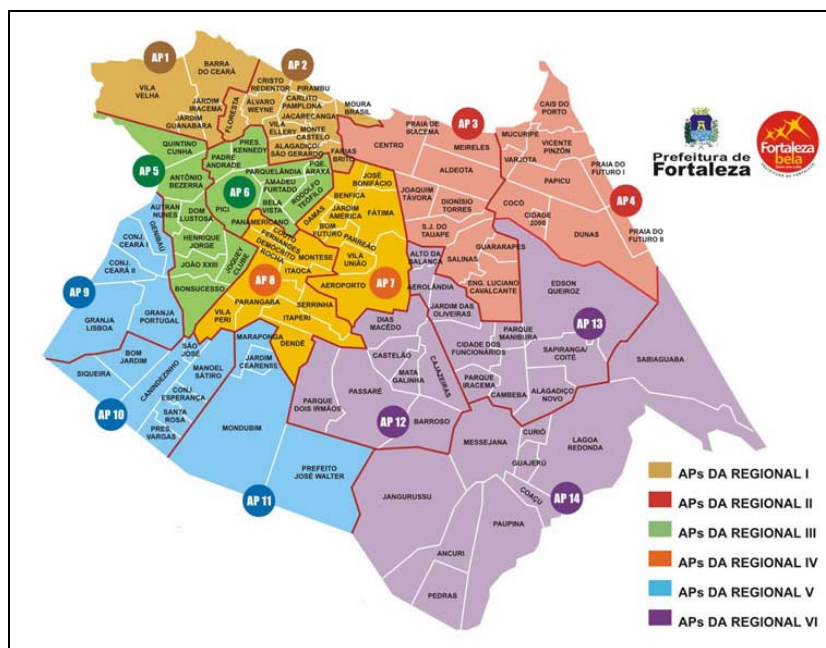 AP 1
AP 2
BARRA
DO CEARÁ
VILA
VELHA
JARDIM
IRACEMA
JARDIM
GUANABARA
FLORESTA
CRISTO
REDENTOR
PIRAMBU
ÁLVARO
WEYNE
CARLITO
PAMPLONA
JACARECANGA
VILA
ELLERY
MONTE
CASTELO
ALAGADIÇO/
SÃO GERARDO
MOURA
BRASIL
FARIAS
BRITO
AP 3
CENTRO
PRAIA DE
IRACEMA
MEIRELES
ALDEOTA
JOAQUIM
TÁVORA
DIONÍSIO
TORRES
S.J. DO
TAUAPE
SALINAS
GUARARAPES
ENG. LUCIANO
CAVALCANTE
CAIS DO
PORTO
MUCURIPE
VICENTE
PINZÓN
VARJOTA
PAPICU
PRAIA DO
FUTURO I
COCÓ
CIDADE
2000
DUNAS
AP 4
PRAIA DO
FUTURO II
Prefeitura de
Fortaleza
Fortaleza
bela
AP 5
QUINTINO
CUNHA
ANTÔNIO
BEZERRA
AUTRAN
NUNES
DOM
LUSTOSA
HENRIQUE
JORGE
JOÃO XXIII
BONSUCESSO
PADRE
ANDRADE
PRES.
KENNEDY
PARQUELÂNDIA
PQE.
ARAXÁ
AMADEU
FURTADO
RODOLFO
TEÓFILO
BELA
VISTA
PICI
AP 6
PANAMERICANO
JOSÉ
BONIFÁCIO
BENFICA
DAMAS
JARDIM
AMÉRICA
FÁTIMA
BOM
FUTURO
PARREÃO
VILA
UNIÃO
AEROPORTO
AP 7
COUTO
FERNANDES
DEMÓCRITO
ROCHA
MONTESE
ITAOCA
JOQUEY
CLUBE
AP 8
PARANGABA
SERRINHA
VILA
PERI
ITAPERI
DENDÊ
GENIBAÚ
CONJ.
CEARÁ I
CONJ.
CEARÁ II
AP 9
GRANJA
LISBOA
GRANJA
PORTUGAL
SIQUEIRA
BOM
JARDIM
SÃO
JOSÉ
CANINDEZINHO
MANOEL
SÁTIRO
CONJ.
ESPERANÇA
SANTA
ROSA
PRES.
VARGAS
AP 10
MARAPONGA
JARDIM
CEARENSE
MONDUBIM
PREFEITO
JOSÉ WALTER
AP 11
ALTO DA
BALANÇA
AEROLÂNDIA
JARDIM DAS
OLIVEIRAS
DIAS
MACÊDO
CASTELÃO
MATA
GALINHA
CAJAZEIRAS
PASSARÉ
PARQUE
DOIS IRMÃOS
AP 12
BARROSO
JANGURUSSU
EDSON
QUEIROZ
AP 13
PARQUE
MANIBURA
CIDADE DOS
FUNCIONÁRIOS
SAPIRANGA/
COITÉ
PARQUE
IRACEMA
CAMBEBA
ALAGADIÇO
NOVO
SABIAGUABA
MESSEJANA
CURIÓ
LAGOA
REDONDA
GUAJERÚ
COAÇU
AP 14
PAUPINA
ANCURI
PEDRAS
APs DA REGIONAL I
APs DA REGIONAL II
APs DA REGIONAL III
APs DA REGIONAL IV
APs DA REGIONAL V
APs DA REGIONAL VI